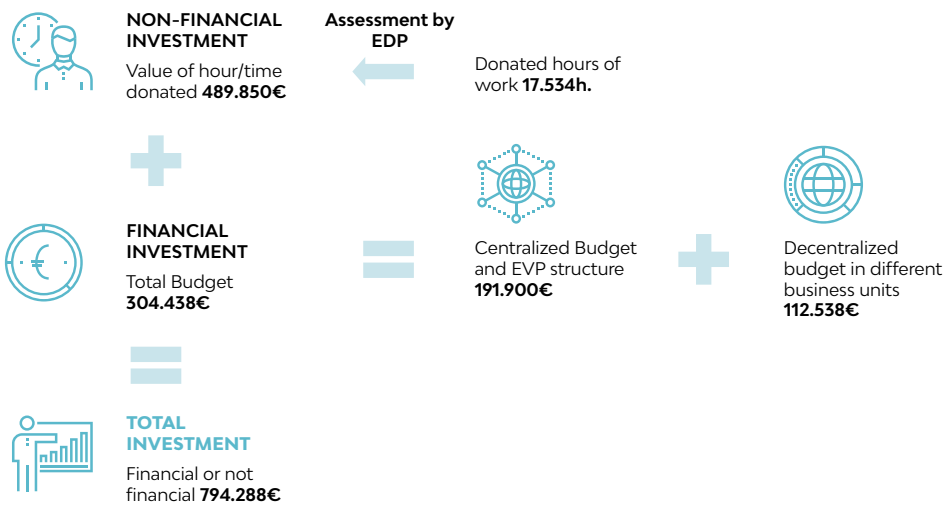 NON-FINANCIAL
INVESTMENT
Value of hour/time
donated 489.850€
Assessment by
EDP
Donated hours of
work 17.534h.
FINANCIAL
INVESTMENT
Total Budget
304.438€
Centralized Budget
and EVP structure
191.900€
Decentralized
budget in different
business units
112.538€
TOTAL
INVESTMENT
Financial or not
financial 794.288€